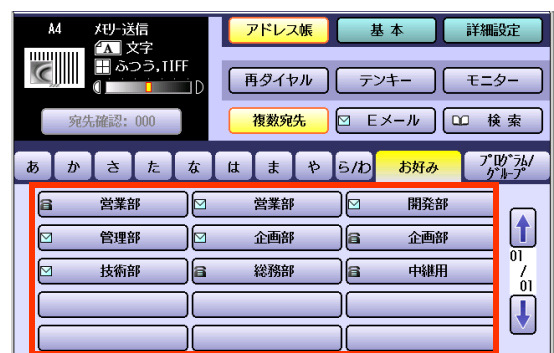 A4 ﾒﾓﾘｰ送信 アドレス帳 基本 詳細設定
A 文字
ふつう,TIFF
再ダイヤル テンキー モニター
D
宛先確認: 000 複数宛先 Eメール 検索
あ か さ た な は ま や ら/わ お好み ﾌﾟﾛｸﾞﾗﾑ/
ｸﾞﾙｰﾌﾟ
営業部 営業部 開発部
管理部 企画部 企画部
技術部 総務部 中継用
01
/
01